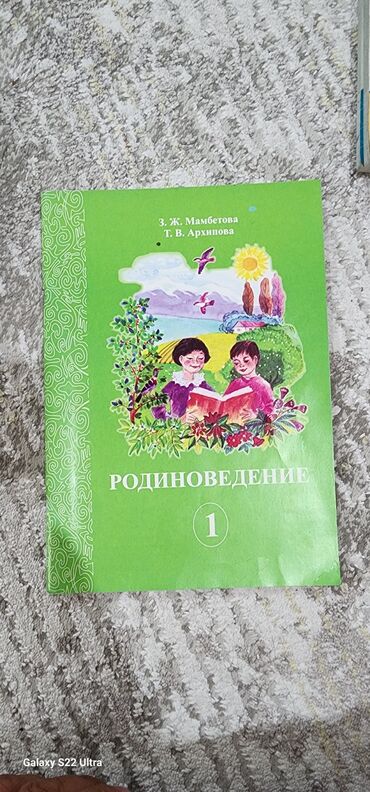 З. Ж. Мамбетова
Т. В. Архипова
РОДИНОВЕДЕНИЕ
1
Galaxy S22 Ultra